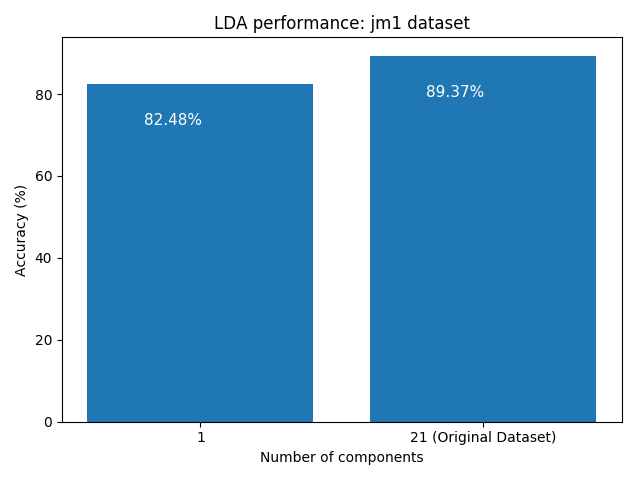 LDA performance: jm1 dataset
Accuracy (%)
80
60
40
20
0
82.48%
89.37%
1
21 (Original Dataset)
Number of components